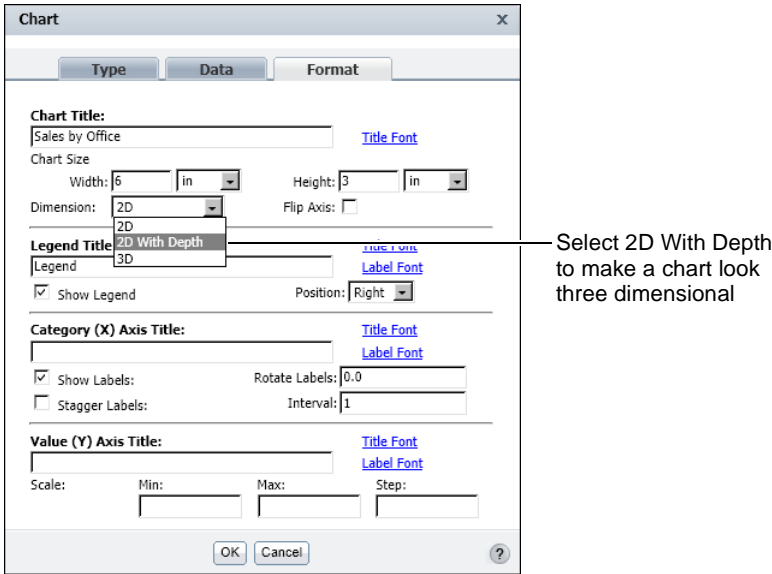 Chart x
Type Data Format
Chart Title:
Sales by Office Title Font
Chart Size
Width: 6 in Height: 3 in
Dimension: 2D Flip Axis:
2D
2D With Depth
3D
Legend Title Title Font
Legend Label Font
Show Legend Position: Right
Select 2D With Depth
to make a chart look
three dimensional
Category (X) Axis Title: Title Font
Label Font
Show Labels: Rotate Labels: 0.0
Stagger Labels: Interval: 1
Value (Y) Axis Title: Title Font
Label Font
Scale: Min: Max: Step:
OK Cancel ?